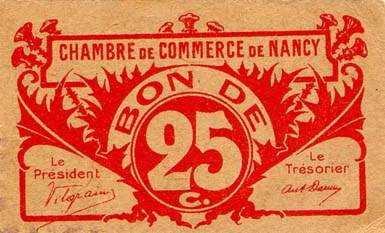 CHAMBRE DE COMMERCE DE NANCY
BON DE
25
C.
Le
Président
Le
Trésorier